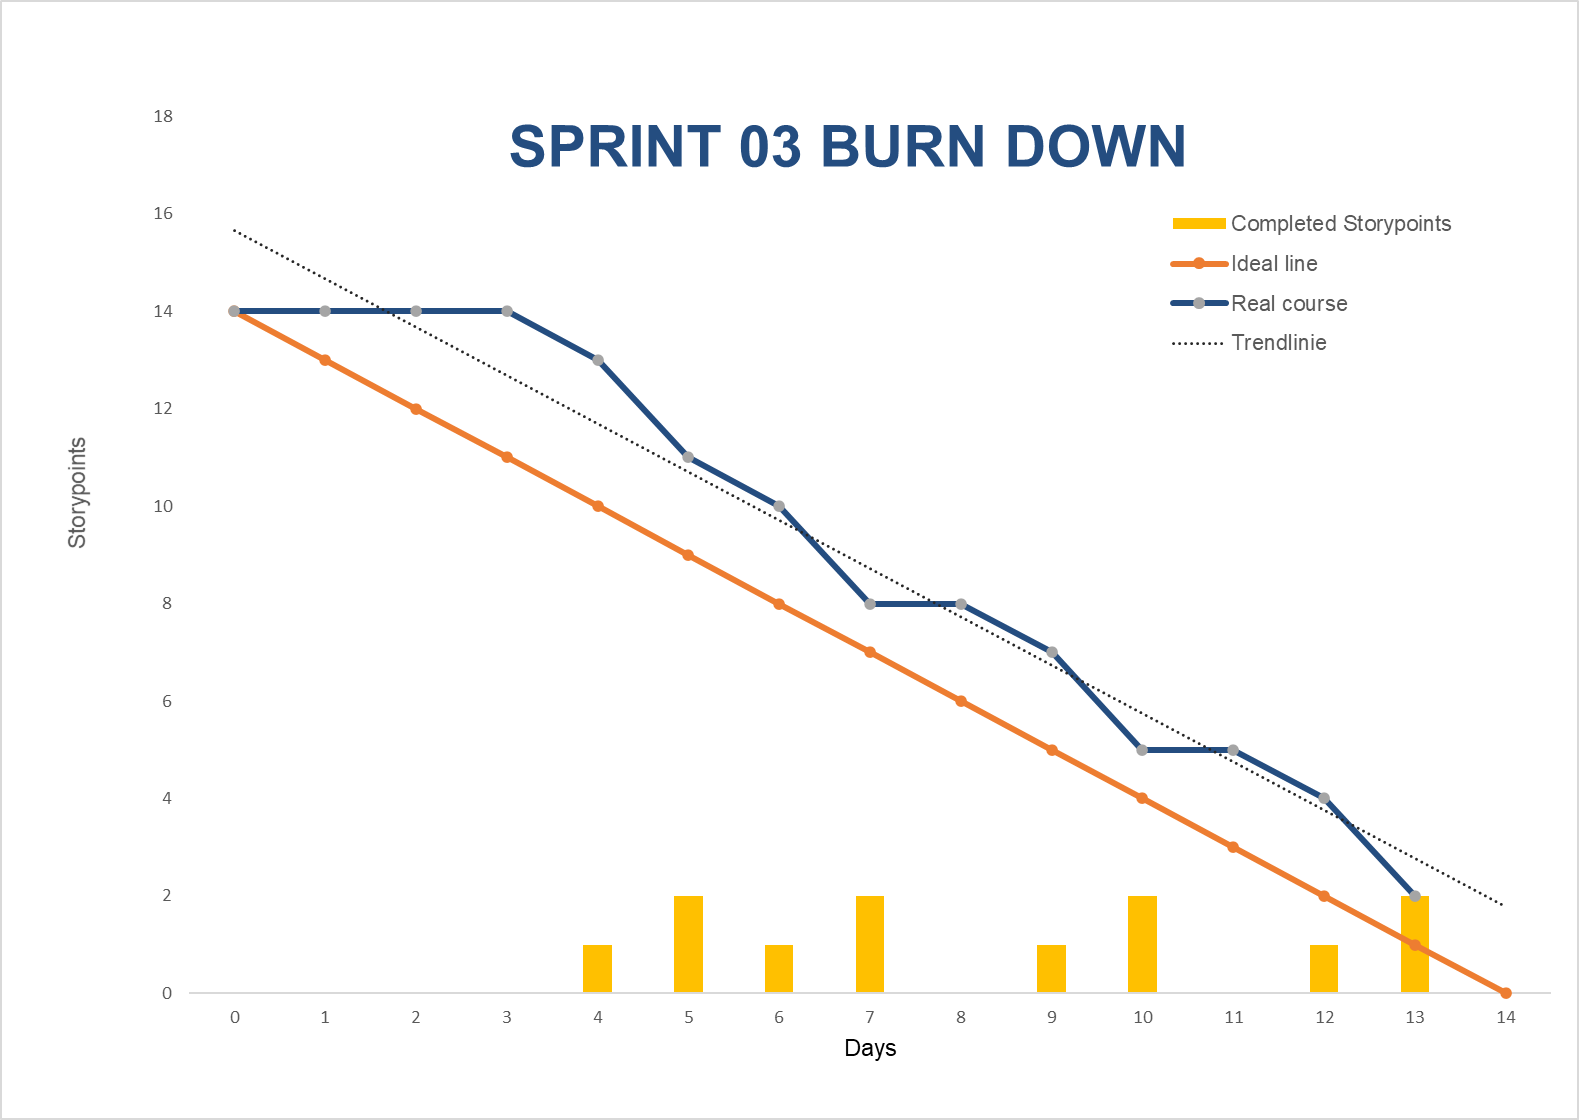 SPRINT 03 BURN DOWN
Completed Storypoints
Ideal line
Real course
Trendlinie
Storypoints
18
16
14
12
10
8
6
4
2
0
0 1 2 3 4 5 6 7 8 9 10 11 12 13 14
Days